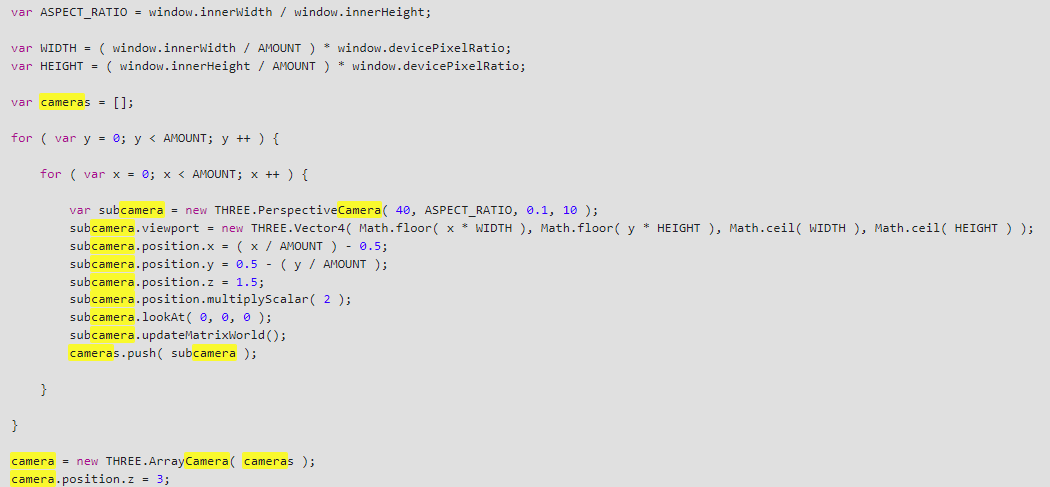 var ASPECT_RATIO = window.innerWidth / window.innerHeight;
var WIDTH = ( window.innerWidth / AMOUNT ) * window.devicePixelRatio;
var HEIGHT = ( window.innerHeight / AMOUNT ) * window.devicePixelRatio;
var cameras = [];
for ( var y = 0; y < AMOUNT; y ++ ) {
for ( var x = 0; x < AMOUNT; x ++ ) {
var subcamera = new THREE.PerspectiveCamera( 40, ASPECT_RATIO, 0.1, 10 );
subcamera.viewport = new THREE.Vector4( Math.floor( x * WIDTH ), Math.floor( y * HEIGHT ), Math.ceil( WIDTH ), Math.ceil( HEIGHT ) );
subcamera.position.x = ( x / AMOUNT ) - 0.5;
subcamera.position.y = 0.5 - ( y / AMOUNT );
subcamera.position.z = 1.5;
subcamera.position.multiplyScalar( 2 );
subcamera.lookAt( 0, 0, 0 );
subcamera.updateMatrixWorld();
cameras.push( subcamera );
}
}
camera = new THREE.ArrayCamera( cameras );
camera.position.z = 3;